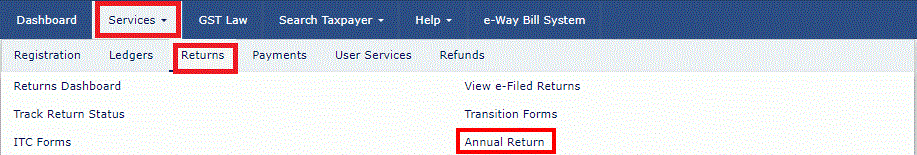 Dashboard Services GST Law Search Taxpayer Help e-Way Bill System
Registration Ledgers Returns Payments User Services Refunds
Returns Dashboard View e-Filed Returns
Track Return Status Transition Forms
ITC Forms Annual Return